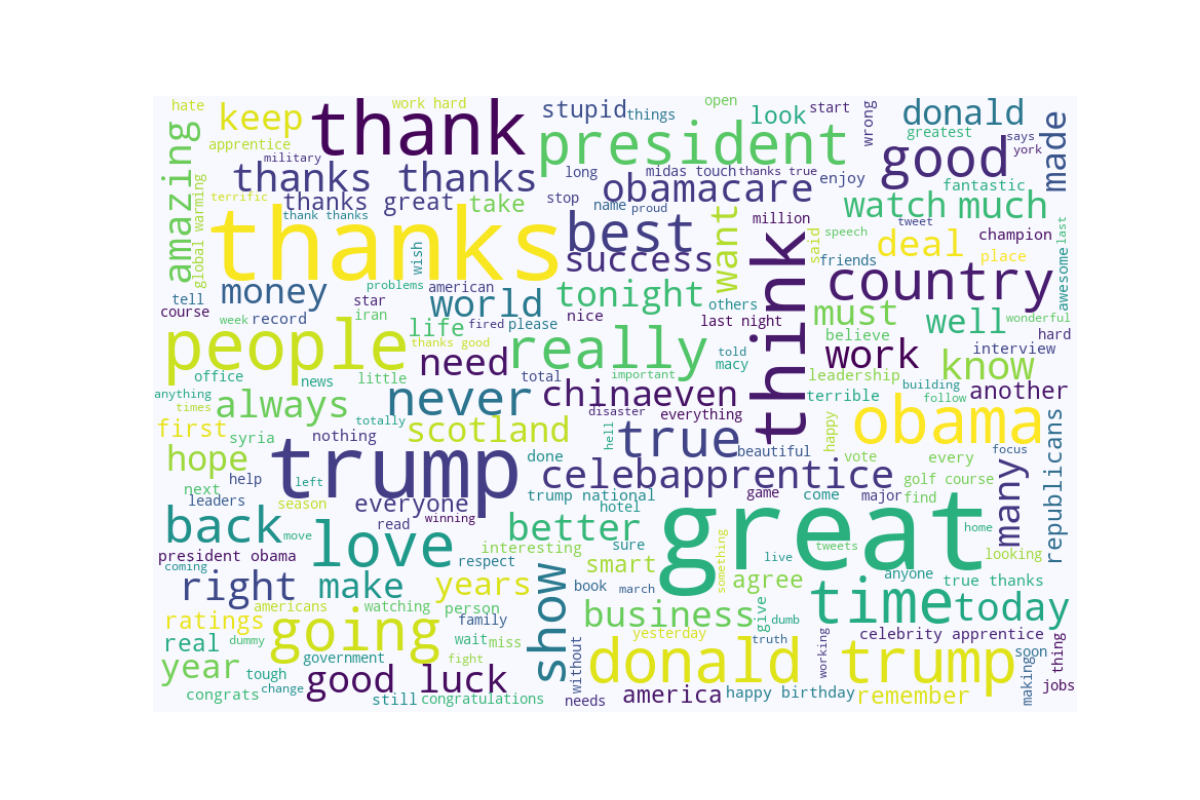 hate
work hard
open
keep
thank
stupid
things
look
start
wrong
donald
made
apprentice
amazing
president
greatest
says
york
good
military
thanks thanks
long
midas touch
thanks true
enjoy
fantastic
obamacare
terrific
thanks great
take
stop
name
proud
want
million
watch
much
global warming
thank thanks
thanks
best
tweet
last
wish
success
think
said
speech
deal
champion
friends
place
country
awesome
problems
american
tell
money
star
world
tonight
others
must
course
iran
nice
well
wonderful
week
record
life
fired
please
last night
believe
hard
people
thanks good
need
really
told
macy
work
know
interview
office
news
little
total
important
leadership
building
anything
never
chinaeven
terrible
follow
another
times
always
disaster
everything
first
totally
scotland
hell
true
happy
obama
republicans
syria
nothing
beautiful
hope
trump
done
vote
every
focus
help
left
celebapprentice
golf course
many
next
leaders
season
everyone
trump national
game
come
major
find
hotel
great
back
read
winning
better
home
move
love
president obama
interesting
sure
live
tweets
looking
coming
respect
smart
something
anyone
right
make
years
show
book
march
agree
true thanks
time
today
americans
watching
person
business
give
dumb
ratings
going
family
yesterday
truth
working
celebrity apprentice
real
dummy
wait
miss
donald
trump
soon
thing
year
government
fight
without
tough
good luck
making
jobs
congrats
change
still
congratulations
needs
america
happy birthday
remember